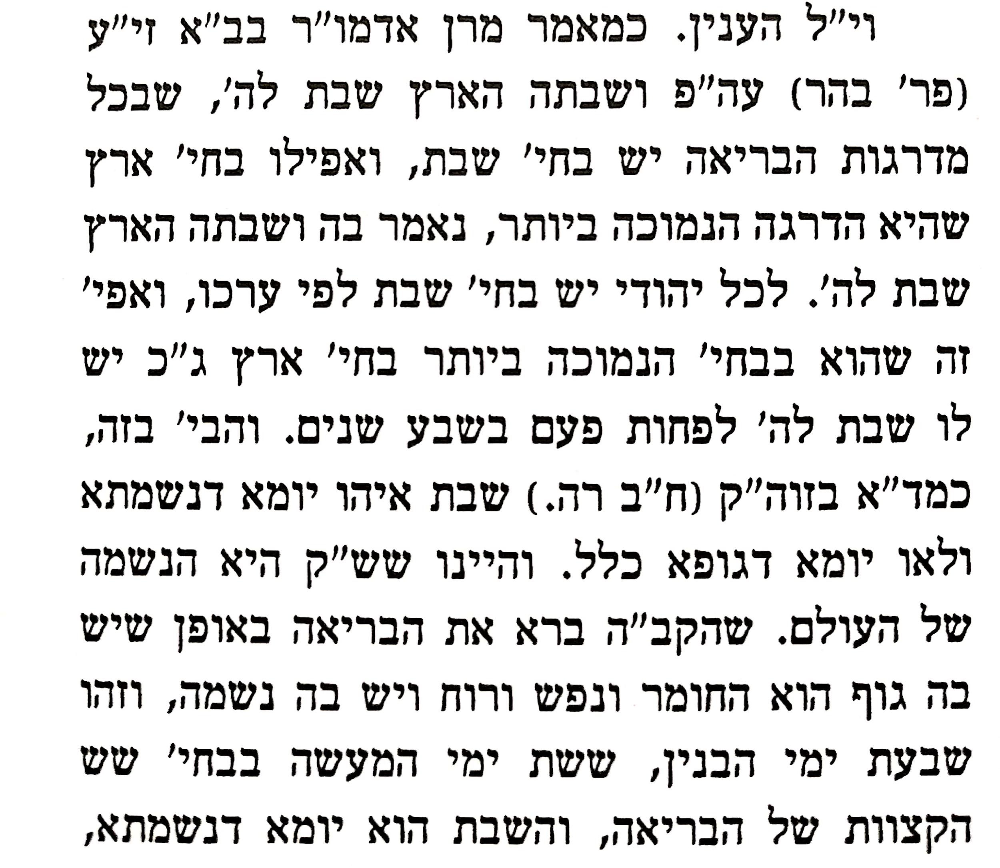 וי״ל הענין. כמאמר מרן אדמו״ר בב״א זי״ע
(פר׳ בהר) עה״פ ושבתה הארץ שבת לה׳, שבכל
מדרגות הבריאה יש בחי׳ שבת, ואפילו בחי׳ ארץ
שהיא הדרגה הנמוכה ביותר, נאמר בה ושבתה הארץ
שבת לה׳. לכל יהודי יש בחי׳ שבת לפי ערכו, ואפי׳
זה שהוא בבחי׳ הנמוכה ביותר בחי׳ ארץ ג״כ יש
לו שבת לה׳ לפחות פעם בשבע שנים. והבי׳ בזה,
כמד״א בזוה״ק (ח״ב רה.) שבת איהו יומא דנשמתא
ולאו יומא דגופא כלל. והיינו שש״ק היא הנשמה
של העולם. שהקב״ה ברא את הבריאה באופן שיש
בה גוף הוא החומר ונפש ורוח ויש בה נשמה, וזהו
שבעת ימי הבנין, ששת ימי המעשה בבחי׳ שש
הקצוות של הבריאה, והשבת הוא יומא דנשמתא,